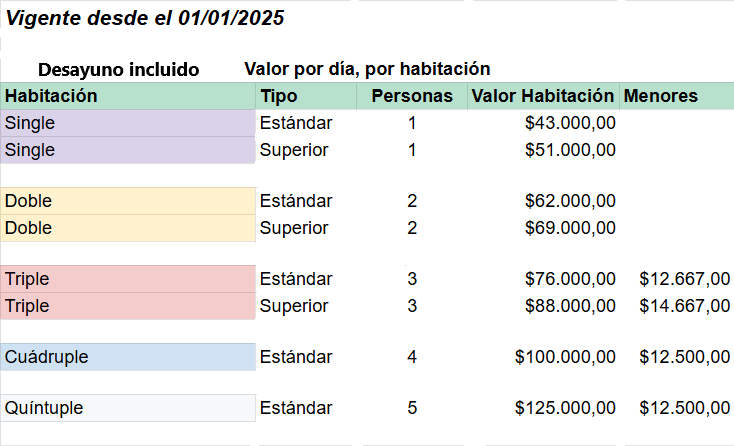 Vigente desde el 01/01/2025
Desayuno incluido Valor por día, por habitación
Habitación Tipo Personas Valor Habitación Menores
Single Estándar 1 $43.000,00
Single Superior 1 $51.000,00
Doble Estándar 2 $62.000,00
Doble Superior 2 $69.000,00
Triple Estándar 3 $76.000,00 $12.667,00
Triple Superior 3 $88.000,00 $14.667,00
Cuádruple Estándar 4 $100.000,00 $12.500,00
Quíntuple Estándar 5 $125.000,00 $12.500,00